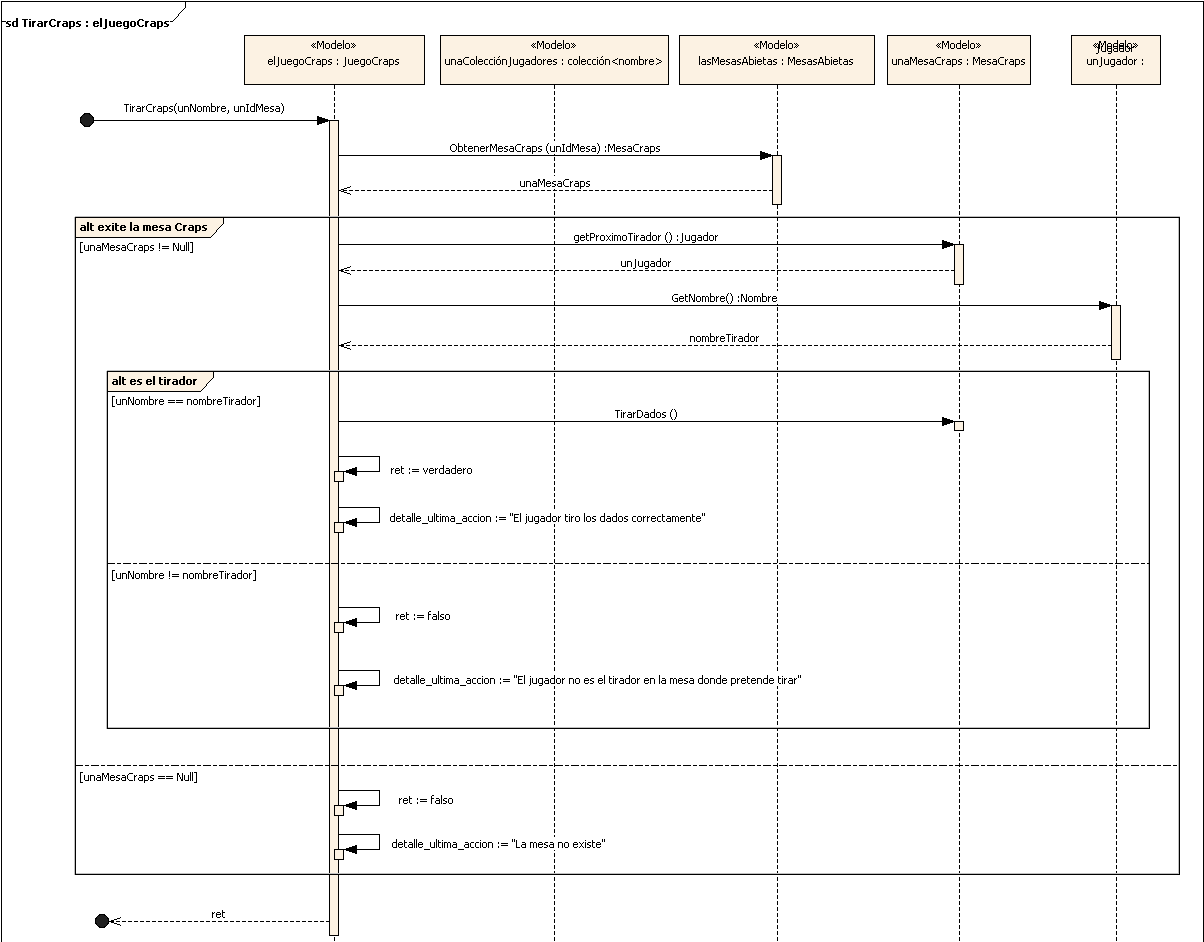 sd TirarCraps : elJuegoCraps
«Modelo»
elJuegoCraps : JuegoCraps
«Modelo»
unaColecciónJugadores : colección<nombre>
«Modelo»
lasMesasAbietas : MesasAbietas
«Modelo»
unaMesaCraps : MesaCraps
«Modelo»
Jugador
unJugador :
TirarCraps(unNombre, unIdMesa)
ObtenerMesaCraps (unIdMesa) :MesaCraps
unaMesaCraps
alt exite la mesa Craps
[unaMesaCraps != Null]
getProximoTirador () :Jugador
unJugador
GetNombre() :Nombre
nombreTirador
alt es el tirador
[unNombre == nombreTirador]
TirarDados ()
ret := verdadero
detalle_ultima_accion := "El jugador tiro los dados correctamente"
[unNombre != nombreTirador]
ret := falso
detalle_ultima_accion := "El jugador no es el tirador en la mesa donde pretende tirar"
[unaMesaCraps == Null]
ret := falso
detalle_ultima_accion := "La mesa no existe"
ret